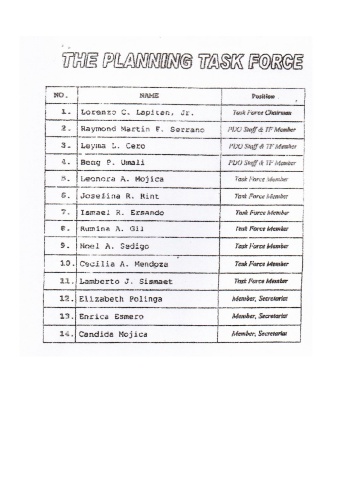 THE PLANNING TASK FORCE
NO. NAME Position
1. Lorenzo C. Lapitan, Jr. Task Force Chairman
2. Raymond Martin F. Serrano PDO Staff & TF Member
3. Leyma L. Cero PDO Staff & TF Member
4. Beng P. Umali PDO Staff & TF Member
5. Leonora A. Mojica Task Force Member
6. Josefina R. Rint Task Force Member
7. Ismael R. Ersando Task Force Member
8. Rumina A. Gil Task Force Member
9. Noel A. Task Force Member
10. Cecilia A. Mendoza Task Force Member
11. Lamberto J. Sismaet Task Force Member
12. Elizabeth Polinga Member, Secretariat
13. Enrica Esmero Member, Secretariat
14. Candida Mojica Member, Secretariat